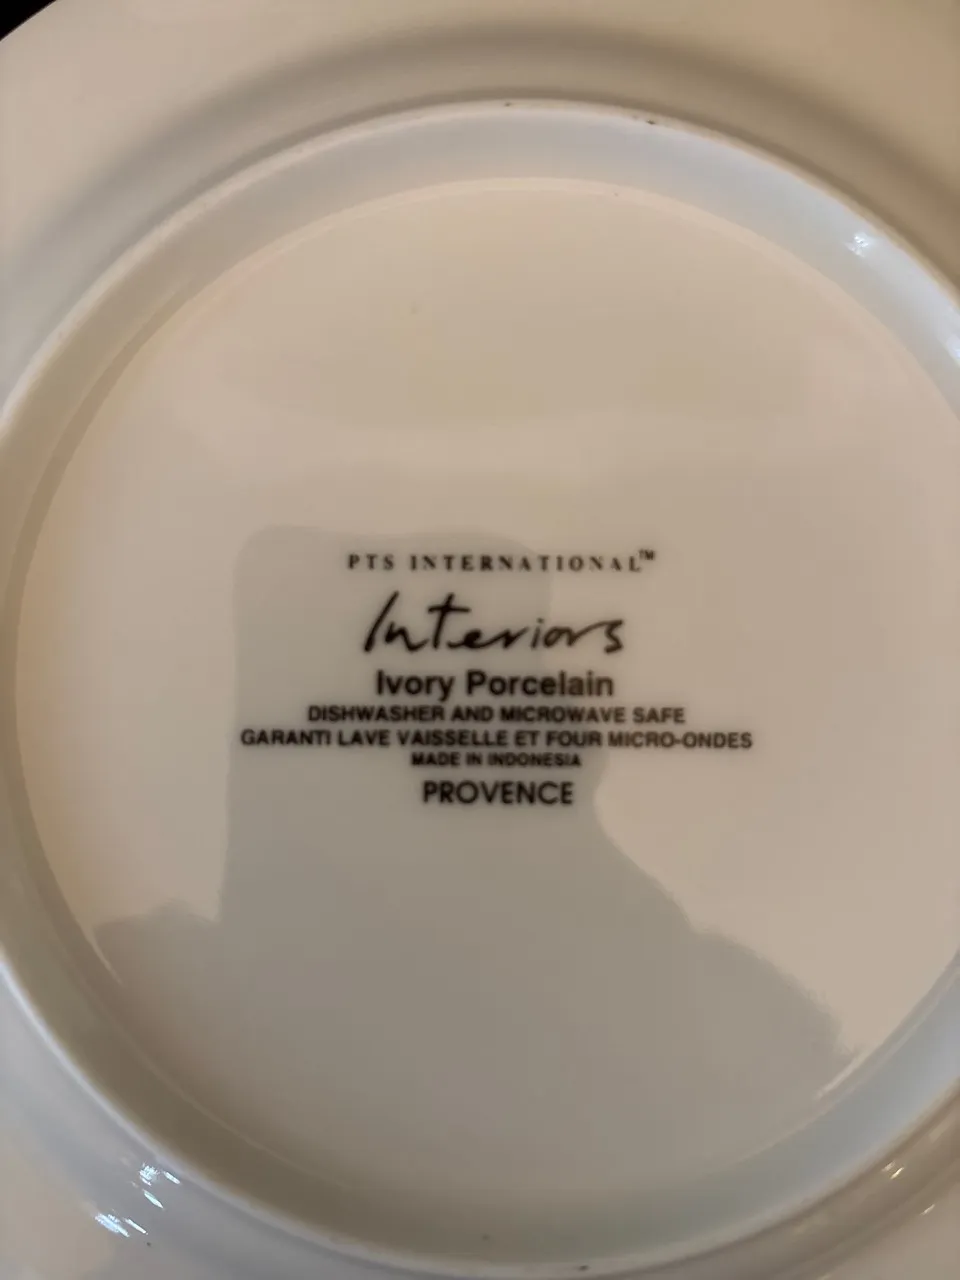 PTS INTERNATIONAL™
Interiors
Ivory Porcelain
DISHWASHER AND MICROWAVE SAFE
GARANTI LAVE VAISSELLE ET FOUR MICRO-ONDES
MADE IN INDONESIA
PROVENCE